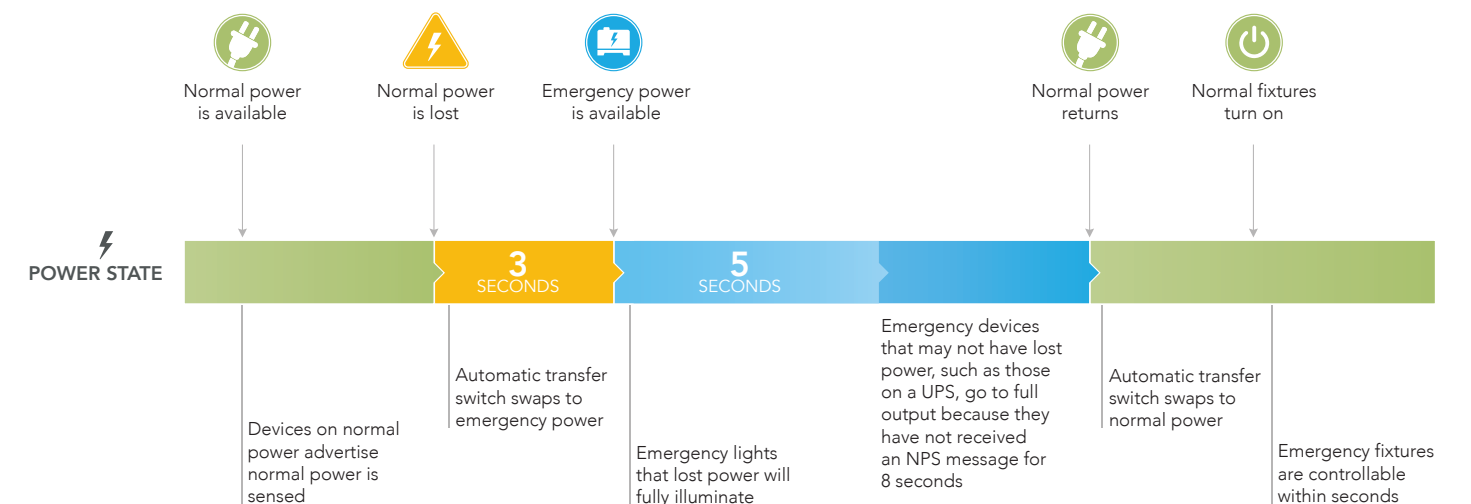 Normal power
is available
Normal power
is lost
Emergency power
is available
Normal power
returns
Normal fixtures
turn on
POWER STATE
3
SECONDS
5
SECONDS
Devices on normal
power advertise
normal power is
sensed
Automatic transfer
switch swaps to
emergency power
Emergency lights
that lost power will
fully illuminate
Emergency devices
that may not have lost
power, such as those
on a UPS, go to full
output because they
have not received
an NPS message for
8 seconds
Automatic transfer
switch swaps to
normal power
Emergency fixtures
are controllable
within seconds